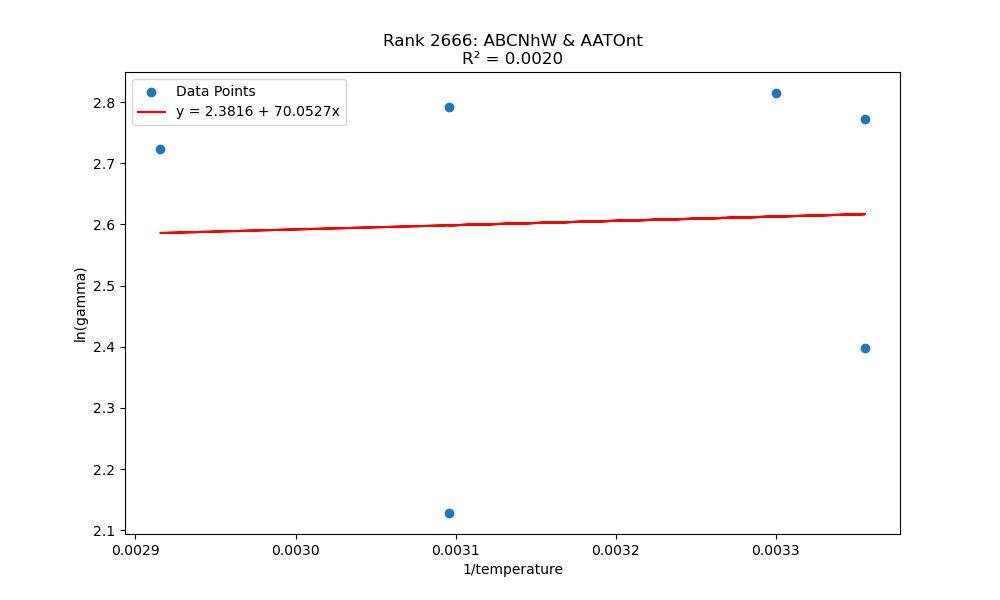 Rank 2666: ABCNhW & AATOnt
R² = 0.0020
Data Points
y = 2.3816 + 70.0527x
ln(gamma)
2.8
2.7
2.6
2.5
2.4
2.3
2.2
2.1
0.0029
0.0030
0.0031
0.0032
0.0033
1/temperature